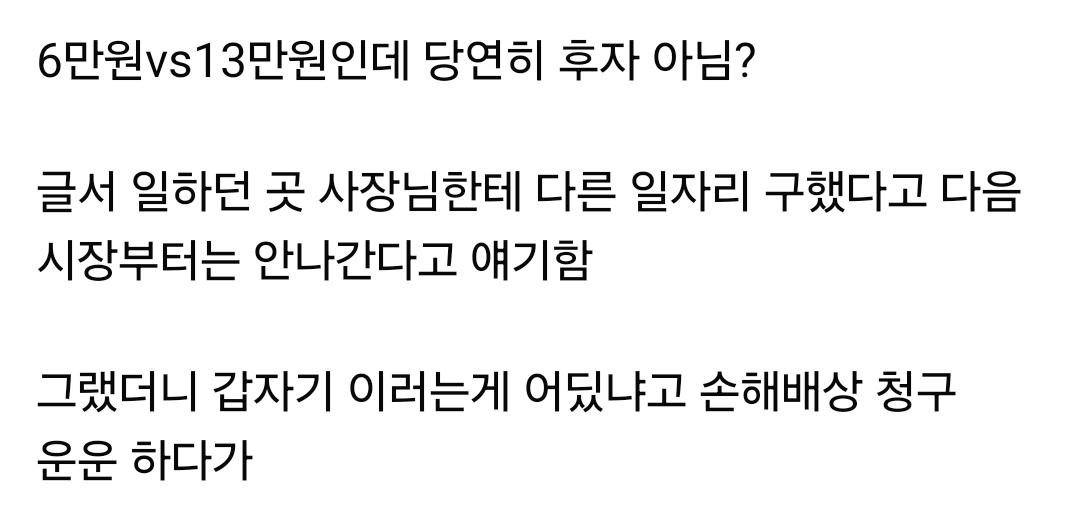 6만원vs13만원인데 당연히 후자 아님?
글서 일하던 곳 사장님한테 다른 일자리 구했다고 다음
시장부터는 안나간다고 얘기함
그랬더니 갑자기 이러는게 어딨냐고 손해배상 청구
운운 하다가